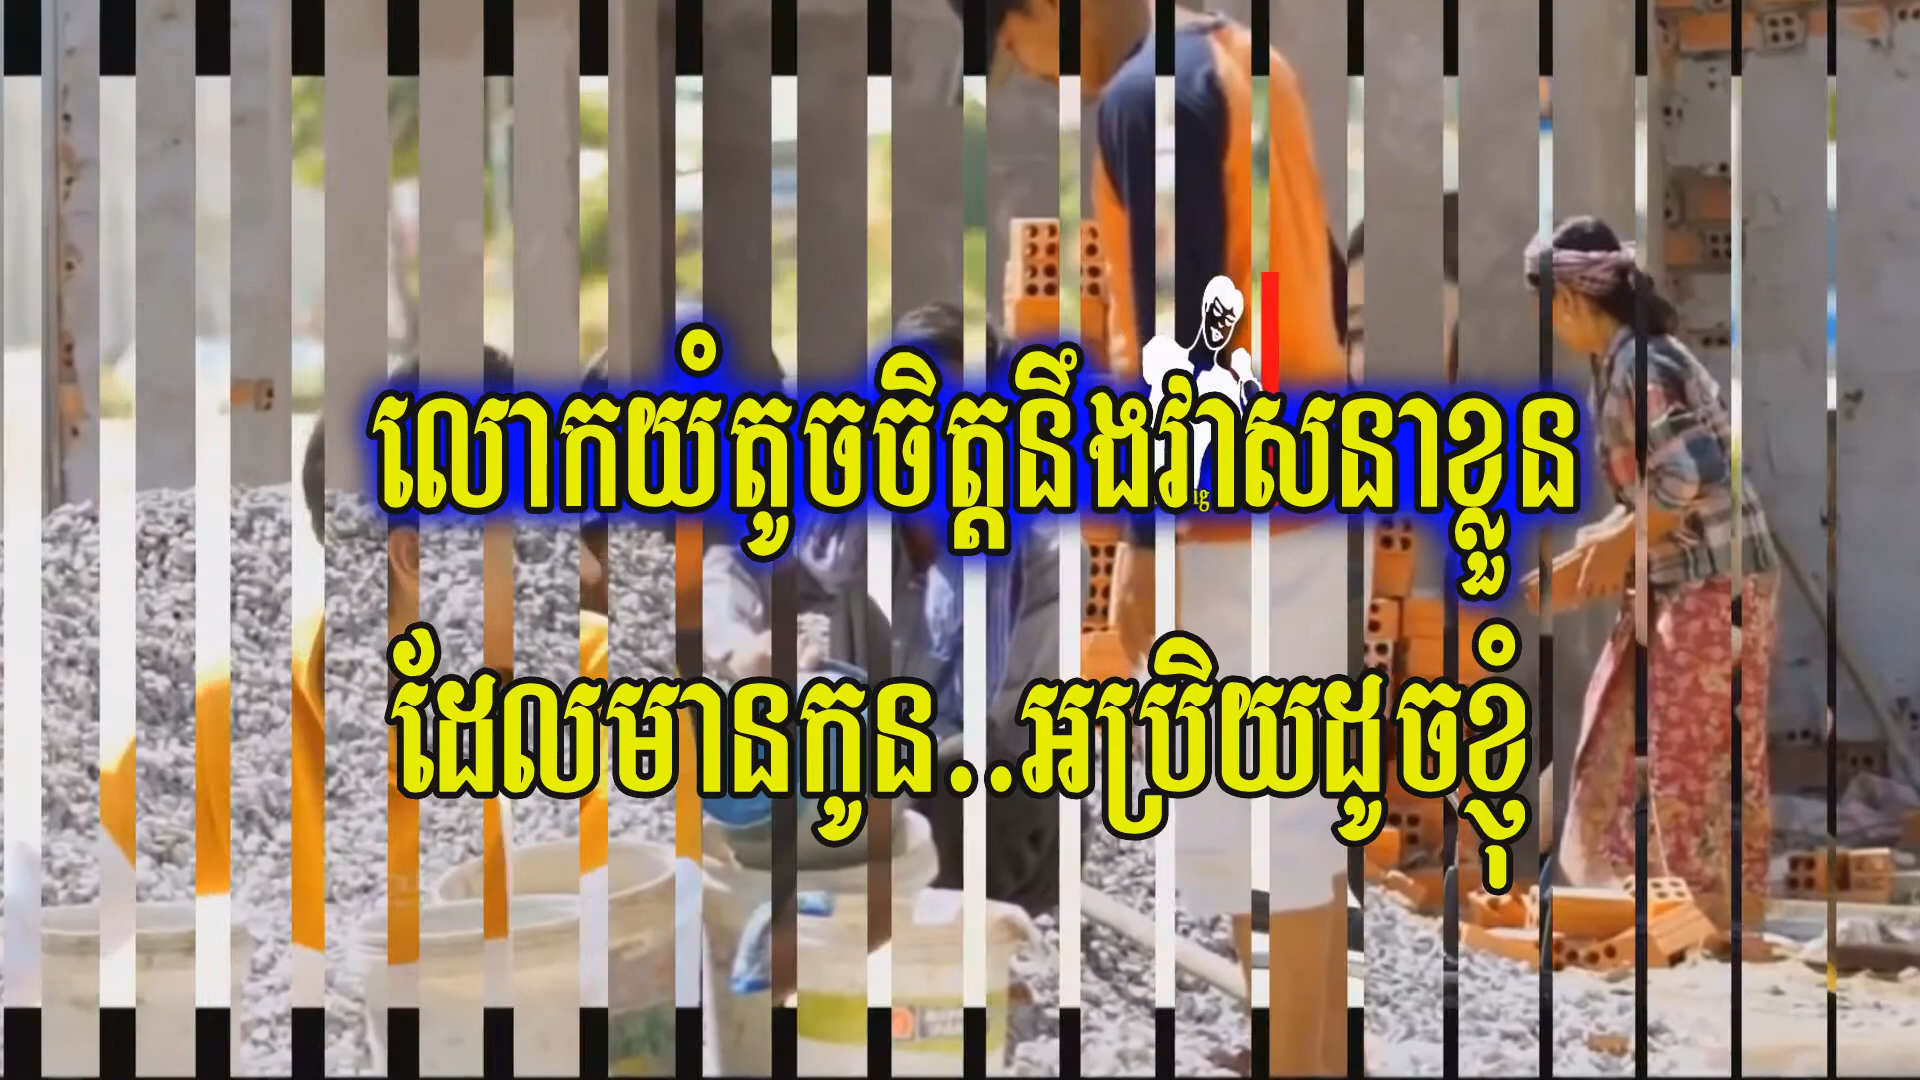 លោកយំតូចចិត្តនឹងវាសនាខ្លួន
ដែលមានកូន..អប្រិយដូចខ្ញុំ